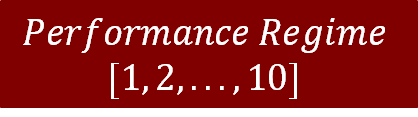 Performance Regime
[1, 2, ..., 10]